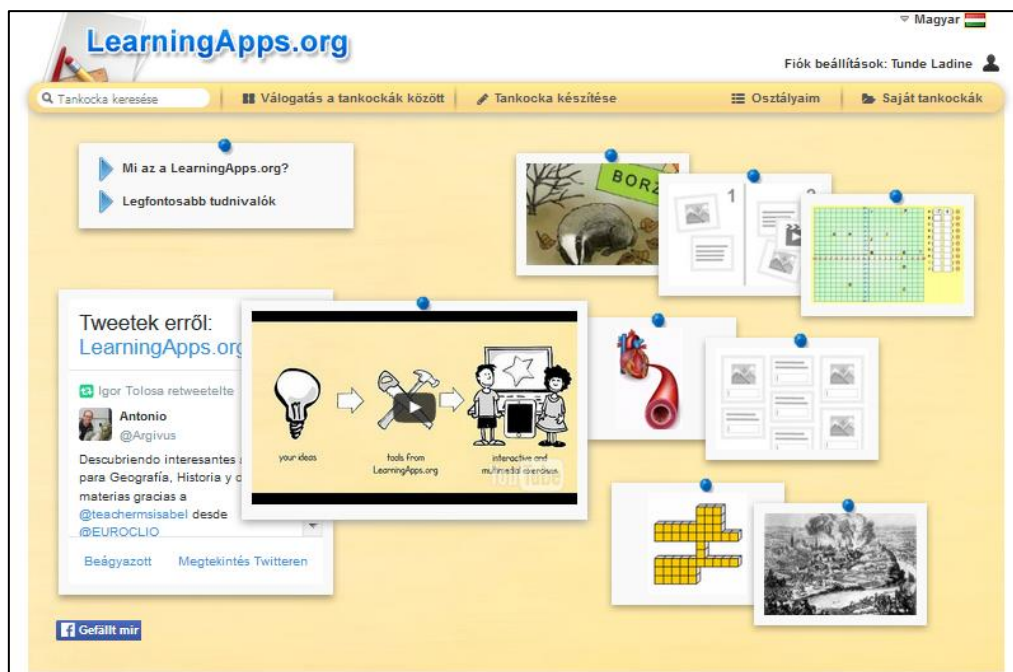 LearningApps.org
Magyar
Fiók beállítások: Tunde Ladine
Tankocka keresése
Válogatás a tankockák között
Tankocka készítése
Osztályaim
Saját tankockák
Mi az a LearningApps.org?
Legfontosabb tudnivalók
BORZ
1
2
Tweetek erről:
LearningApps.org
Igor Tolosa retweetelte
Antonio
@Argivus
Descubriendo interesantes
para Geografía, Historia y
materias gracias a
@teachermsisabel desde
@EUROCLIO
Beágyazott
Megtekintés Twitteren
your ideas
tools from
LearningApps.org
interactive and
multimedial exercises
YouTube
Gefällt mir